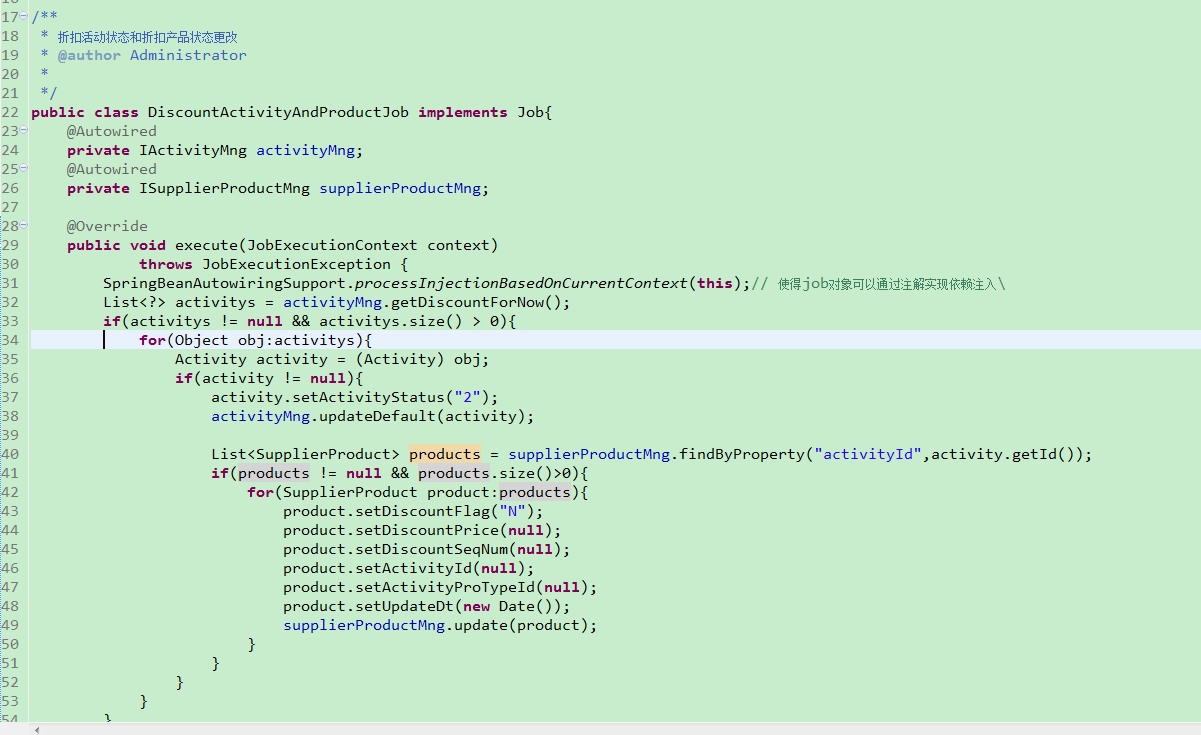 17 /**
18  * 折扣活动状态和折扣产品状态更改
19  * @author Administrator
20  *
21  */
22 public class DiscountActivityAndProductJob implements Job{
23     @Autowired
24     private IActivityMng activityMng;
25     @Autowired
26     private ISupplierProductMng supplierProductMng;
27
28     @Override
29     public void execute(JobExecutionContext context)
30             throws JobExecutionException {
31         SpringBeanAutowiringSupport.processInjectionBasedOnCurrentContext(this);// 使得job对象可以通过注解实现依赖注入\
32         List<?> activitys = activityMng.getDiscountForNow();
33         if(activitys != null && activitys.size() > 0){
34             for(Object obj:activitys){
35                 Activity activity = (Activity) obj;
36                 if(activity != null){
37                     activity.setActivityStatus("2");
38                     activityMng.updateDefault(activity);
39
40                     List<SupplierProduct> products = supplierProductMng.findByProperty("activityId",activity.getId());
41                     if(products != null && products.size()>0){
42                         for(SupplierProduct product:products){
43                             product.setDiscountFlag("N");
44                             product.setDiscountPrice(null);
45                             product.setDiscountSeqNum(null);
46                             product.setActivityId(null);
47                             product.setActivityProTypeId(null);
48                             product.setUpdateDt(new Date());
49                             supplierProductMng.update(product);
50                         }
51                     }
52                 }
53             }
54         }